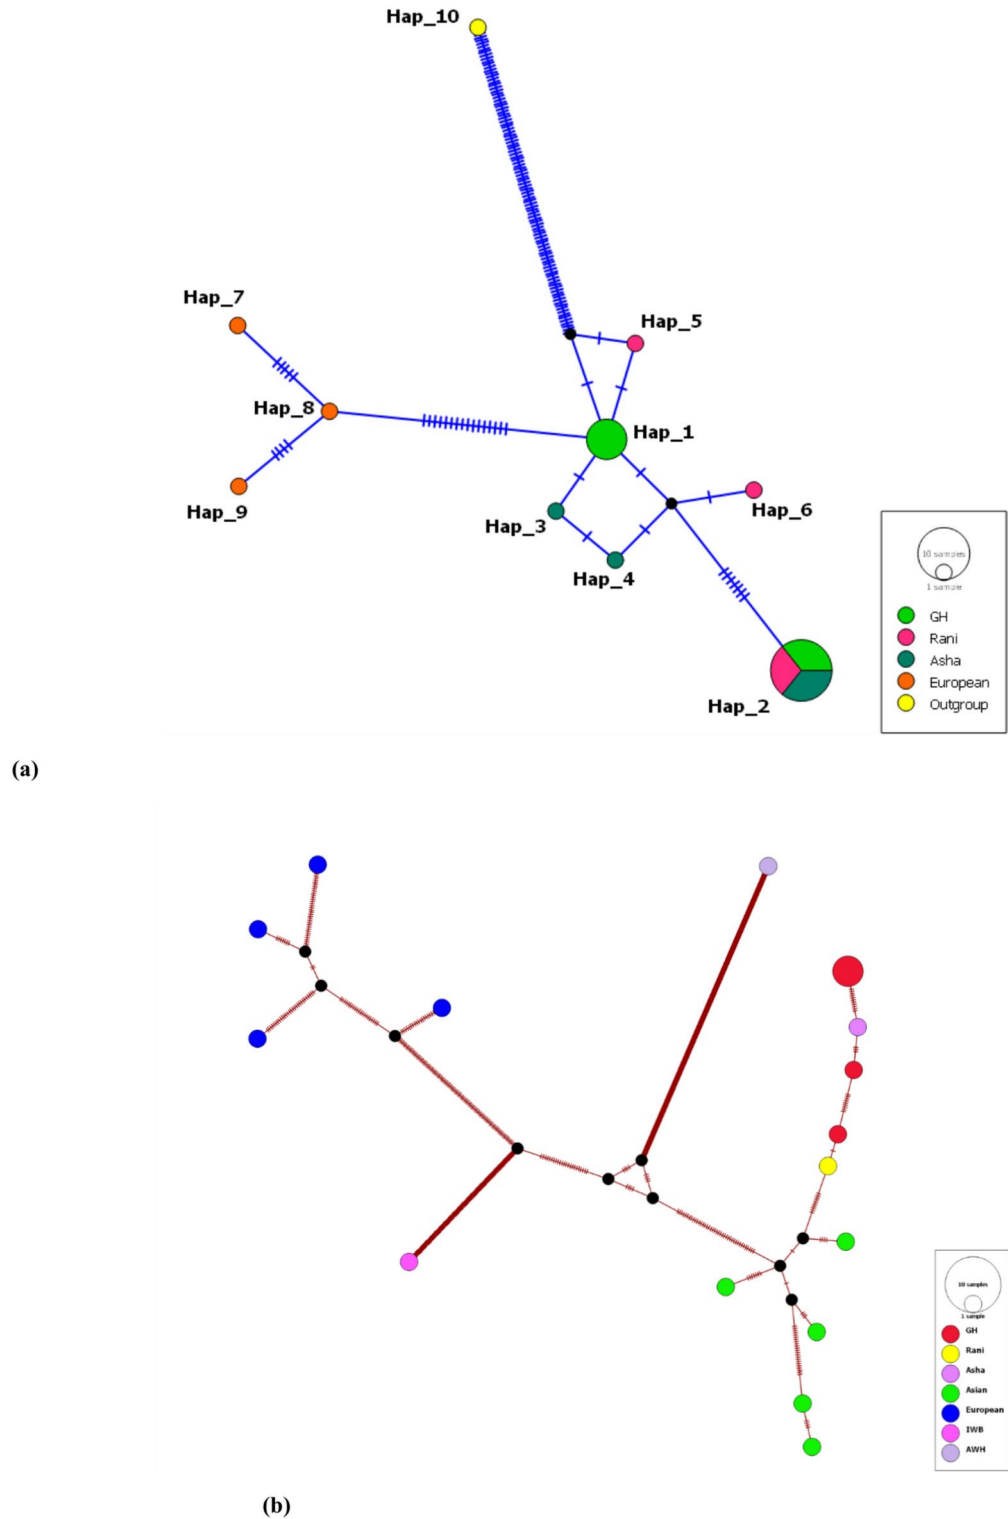 Hap_10
Hap_7
Hap_5
Hap_8
Hap_1
Hap_9
Hap_3
Hap_6
Hap_4
Hap_2
10 samples
1 sample
GH
Rani
Asha
European
Outgroup
(a)
10 samples
1 sample
GH
Rani
Asha
Asian
European
IWB
AWH
(b)